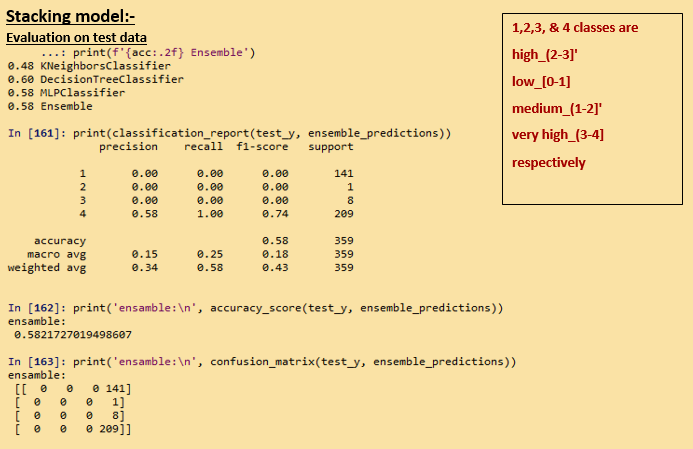 Stacking model:-
Evaluation on test data
...: print(f'{acc:.2f} Ensemble')
0.48 KNeighborsClassifier
0.60 DecisionTreeClassifier
0.58 MLPClassifier
0.58 Ensemble
In [161]: print(classification_report(test_y, ensemble_predictions))
precision recall f1-score support
1 0.00 0.00 0.00 141
2 0.00 0.00 0.00 1
3 0.00 0.00 0.00 8
4 0.58 1.00 0.74 209
accuracy 0.58 359
macro avg 0.15 0.25 0.18 359
weighted avg 0.34 0.58 0.43 359
In [162]: print('ensamble:\n', accuracy_score(test_y, ensemble_predictions))
ensamble:
0.5821727019498607
In [163]: print('ensamble:\n', confusion_matrix(test_y, ensemble_predictions))
ensamble:
[[ 0 0 0 141]
[ 0 0 0 1]
[ 0 0 0 8]
[ 0 0 0 209]]
1,2,3, & 4 classes are
high_(2-3]'
low_[0-1]
medium_(1-2]'
very high_(3-4]
respectively